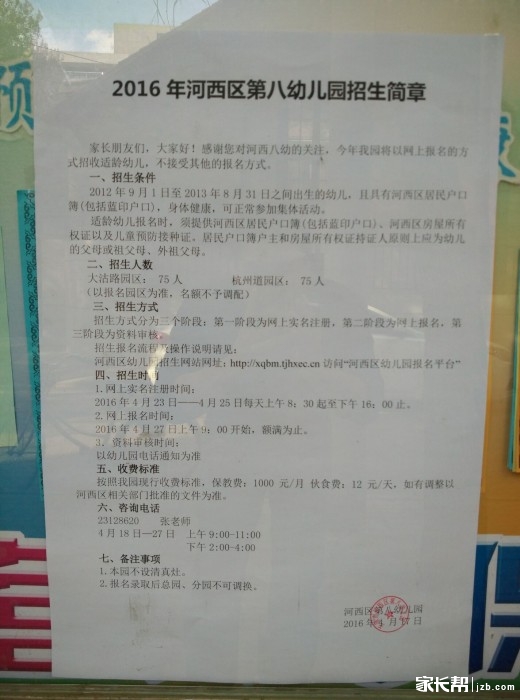 2016 年河西区第八幼儿园招生简章
家长朋友们，大家好！感谢您对河西八幼的关注，今年我园将以网上报名的方
式招收适龄幼儿，不接受其他的报名方式。
一、招生条件
2012 年 9 月 1 日至 2013 年 8 月 31 日之间出生的幼儿，且具有河西区居民户口
簿(包括蓝印户口)，身体健康，可正常参加集体活动。
适龄幼儿报名时，须提供河西区居民户口簿(包括蓝印户口)、河西区房屋所有
权证以及儿童预防接种证。居民户口簿户主和房屋所有权证持证人原则上应为幼儿
的父母或祖父母、外祖父母。
二、招生人数
大沽路园区： 75 人 杭州道园区： 75 人
（以报名园区为准，名额不予调配）
三、招生方式
招生方式分为三个阶段：第一阶段为网上实名注册，第二阶段为网上报名，第
三阶段为资料审核。
招生报名流程及操作说明请见：
河西区幼儿园招生网站网址：http://xqbm.tjhxec.cn 访问“河西区幼儿园报名平台”
四、招生时间
1.网上实名注册时间：
2016 年 4 月 23 日——4 月 25 日每天上午 8：30 起至下午 16：00 止。
2.网上报名时间：
2016 年 4 月 27 日上午 9：00 开始，额满为止。
3．资料审核时间：
以幼儿园电话通知为准
五、收费标准
按照我园现行收费标准，保教费：1000 元/月 伙食费：12 元/天，如有调整以
河西区相关部门批准的文件为准。
六、咨询电话
23128620 张老师
4 月 18 日—27 日 上午 9:00-11:00
下午 2:00-4:00
七、备注事项
1.本园不设清真灶。
2.报名录取后总园、分园不可调换。
河西区第八幼儿园
2016 年 4 月 17 日
家长帮 jzb.com